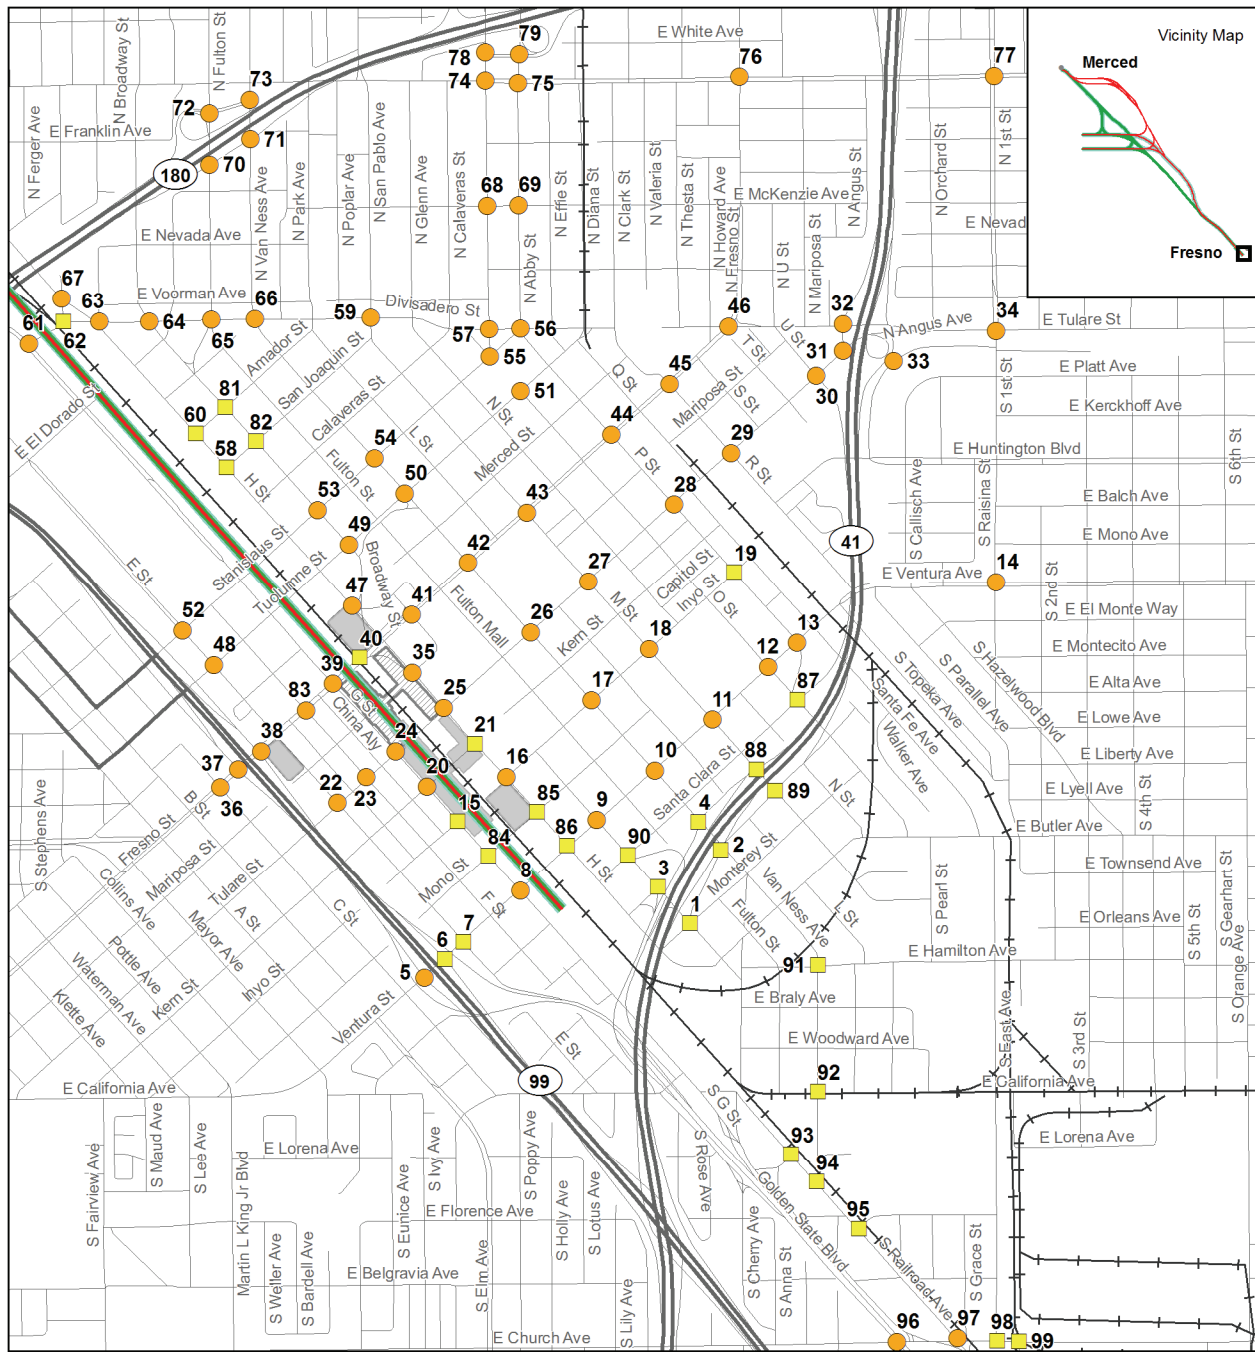 Vicinity Map
Merced
Fresno
E White Ave
N Broadway St
N Fulton St
78
79
74
75
76
77
73
72
71
70
N Ferger Ave
E Franklin Ave
180
N Van Ness Ave
N Park Ave
N Poplar Ave
N San Pablo Ave
N Glenn Ave
N Calaveras St
68
69
N Abby St
N Effie St
N Diana St
N Clark St
N Valeria St
N Thesta St
N Howard Ave
N Fresno St
E McKenzie Ave
N U St
N Mariposa St
N Angus St
N Orchard St
N 1st St
E Nevad
E Nevada Ave
67
63
E Voorman Ave
66
64
65
61
62
59
Divisadero St
57
56
55
46
32
31
30
N Angus Ave
33
34
E Tulare St
E Platt Ave
S 1st St
E Kerckhoff Ave
E Huntington Blvd
S 6th St
Amador St
San Joaquin St
Calaveras St
81
60
82
58
E El Dorado St
H St
Fulton St
L St
N St
51
Merced St
Q St
45
44
Mariposa St
T St
U St
S St
R St
29
28
P St
54
50
53
43
49
42
Stanislaus St
Tuolumne St
Broadway St
E St
41
S Callisch Ave
S Raisina St
E Balch Ave
E Mono Ave
E Ventura Ave
14
S 2nd St
E El Monte Way
E Montecito Ave
E Alta Ave
E Lowe Ave
E Liberty Ave
E Lyell Ave
S 4th St
E Butler Ave
E Townsend Ave
E Orleans Ave
E Hamilton Ave
19
Capitol St
Inyo St
O St
M St
Kern St
27
26
18
17
13
12
87
11
10
47
41
Fulton Mall
40
39
35
25
52
48
83
G St
China Aly
24
21
20
38
37
36
22
23
16
15
85
84
86
9
90
Santa Clara St
88
89
4
2
3
1
Monterey St
N St
Van Ness Ave
Fulton St
L St
S Topeka Ave
S Parallel Ave
S Hazelwood Blvd
Santa Fe Ave
Walker Ave
S Pearl St
S 5th St
S Gearhart St
S Orange Ave
S Stephens Ave
B St
Fresno St
Mariposa St
Collins Ave
Tulare St
A St
Mayor Ave
Pottle Ave
Waterman Ave
Klette Ave
Kern St
Inyo St
C St
Ventura St
Mono St
8
F St
H St
7
6
5
91
E Braly Ave
E Woodward Ave
S East Ave
S 3rd St
E California Ave
92
E California Ave
99
E St
S G St
93
94
95
Golden State Blvd
S Railroad Ave
S Grace St
E Lorena Ave
E Lorena Ave
S Fairview Ave
S Maud Ave
S Lee Ave
Martin L King Jr Blvd
S Weller Ave
S Bardell Ave
S Eunice Ave
S Ivy Ave
E Florence Ave
E Belgravia Ave
S Elm Ave
S Poppy Ave
S Holly Ave
S Lotus Ave
S Lily Ave
S Rose Ave
S Cherry Ave
S Anna St
E Church Ave
96
97
98
99